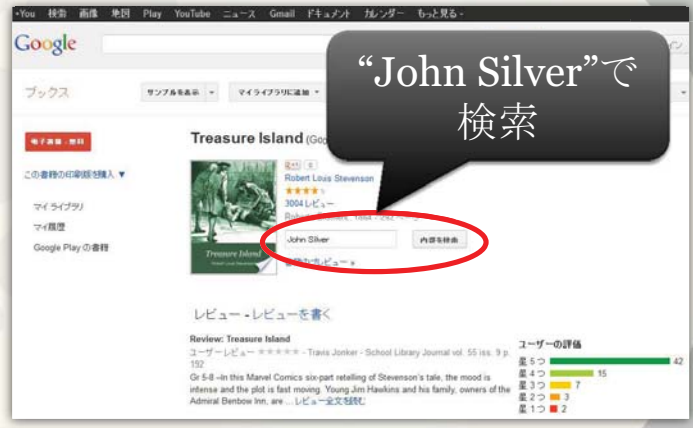 +You 検索 画像 地図 Play YouTube ニュース Gmail ドキュメント カレンダー もっと見る
Google
“John Silver”で
検索
ブックス
サンプルを表示
マイライブラリに追加
電子書籍 - 無料
Treasure Island
この書籍の印刷版を購入 ▼
Robert Louis Stevenson
★★★★
3004 レビュー
マイ ライブラリ
マイ履歴
Google Play の書籍
John Silver 内部を検索
Treasure Island
レビュー - レビューを書く
Review: Treasure Island
ユーザーレビュー - Travis Jonker - School Library Journal vol. 55 iss. 9 p.
192
Gr 5-8 –In this Marvel Comics six-part retelling of Stevenson's tale, the mood is
intense and the plot is fast moving. Young Jim Hawkins and his family, owners of the
Admiral Benbow Inn, are ... レビュー全文を読む
ユーザーの評価
星 5 つ 42
星 4 つ 15
星 3 つ 7
星 2 つ 3
星 1 つ 2